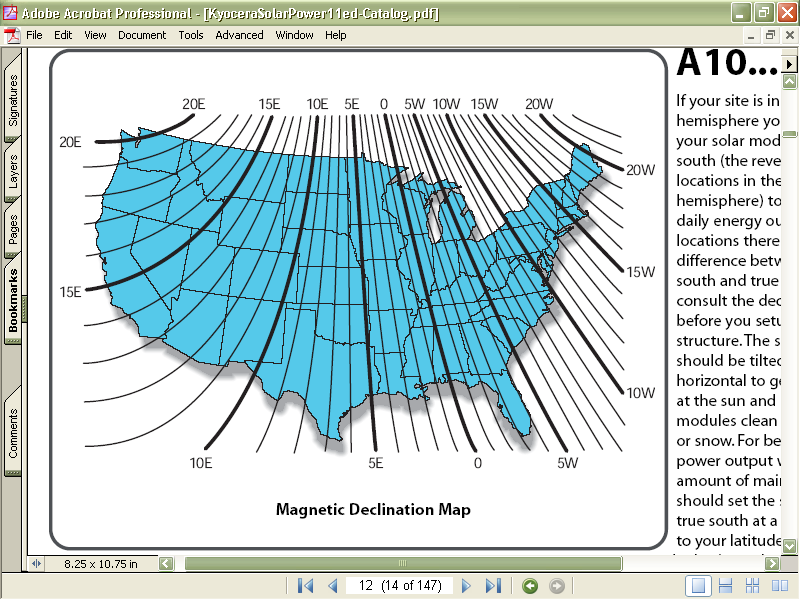 Adobe Acrobat Professional - [KyoceraSolarPower11ed-Catalog.pdf]
File Edit View Document Tools Advanced Window Help
Signatures
Layers
Pages
Bookmarks
Comments
20E 15E 10E 5E 0 5W 10W 15W 20W
20E
20W
15E
15W
10W
10E 5E 0 5W
Magnetic Declination Map
A10...
If your site is in
hemisphere yo
your solar mod
south (the reve
locations in the
hemisphere) to
daily energy ou
locations there
difference betw
south and true
consult the dec
before you setu
structure. The s
should be tilted
horizontal to ge
at the sun and
modules clean
or snow. For be
power output v
amount of mai
should set the s
true south at a
to your latitude
8.25 x 10.75 in
12 (14 of 147)